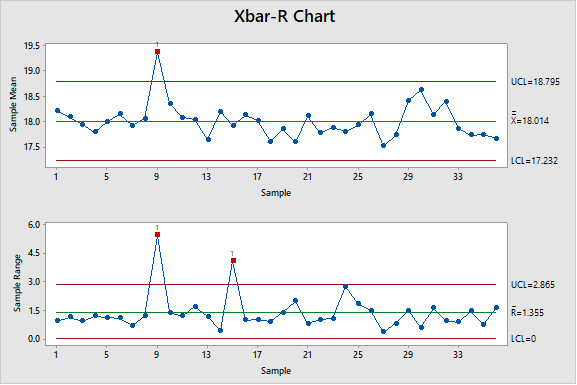 Xbar-R Chart
Sample Mean
19.5
19.0
18.5
18.0
17.5
1
UCL=18.795
X̿=18.014
LCL=17.232
1 5 9 13 17 21 25 29 33
Sample
Sample Range
6.0
4.5
3.0
1.5
0.0
1
1
UCL=2.865
R̅=1.355
LCL=0
1 5 9 13 17 21 25 29 33
Sample